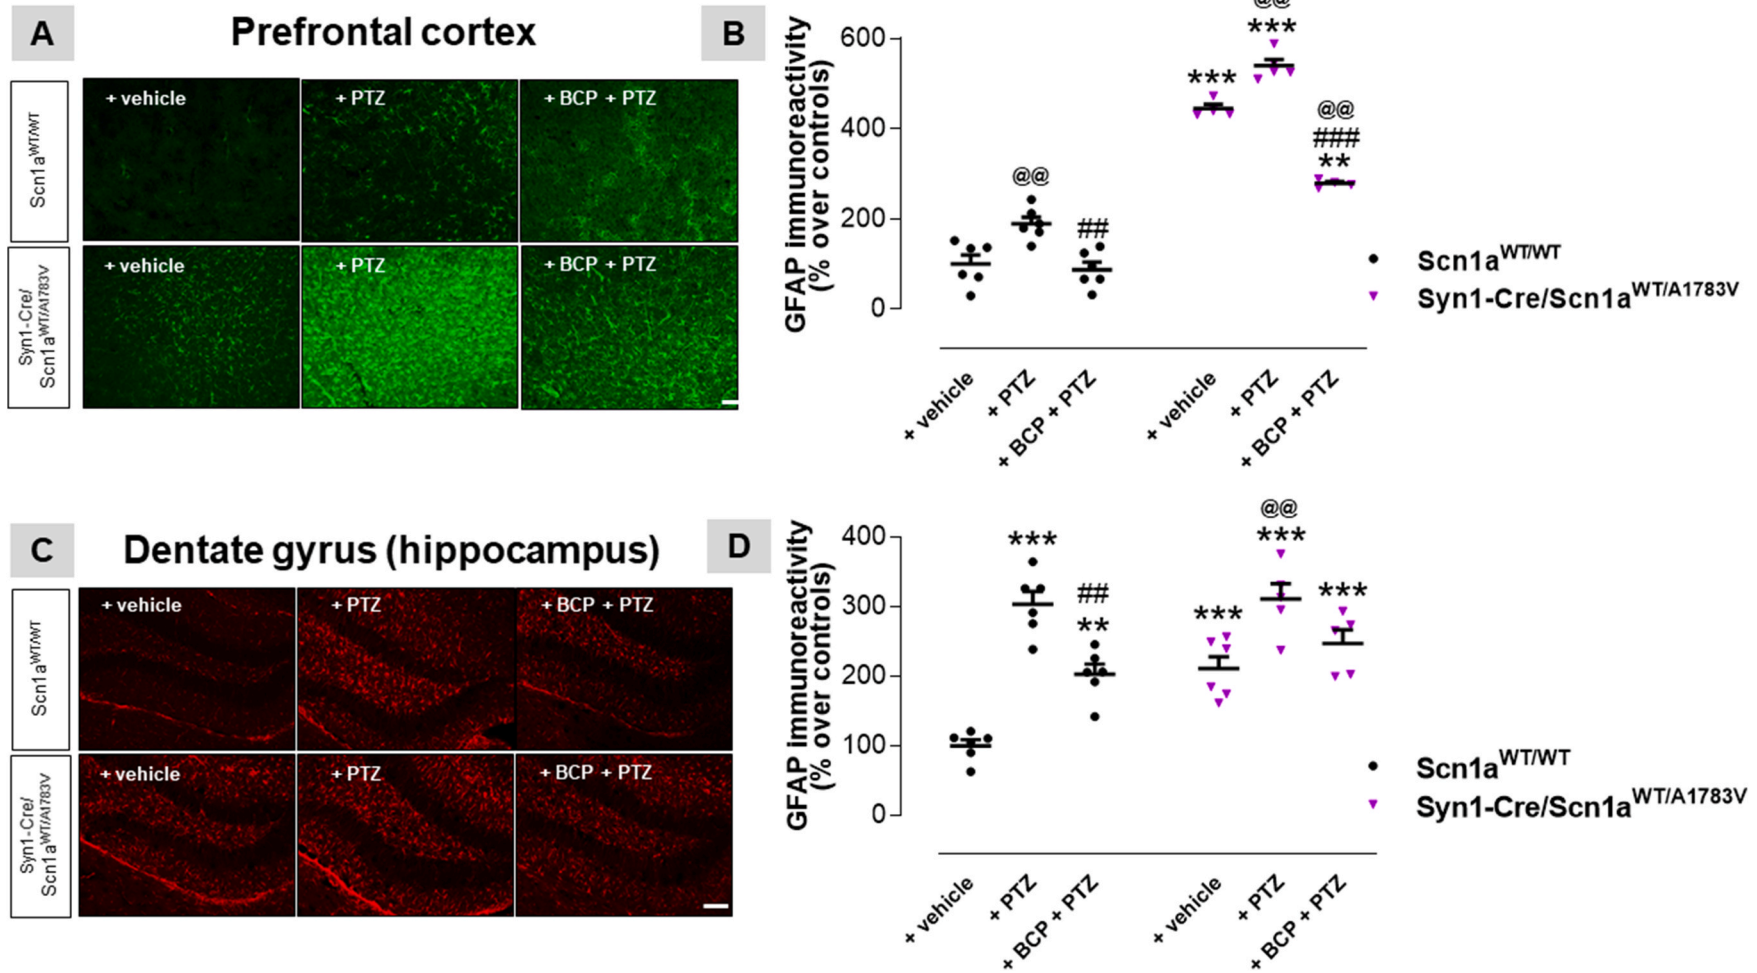 A
Prefrontal cortex
Scn1aWT/WT
+ vehicle
+ PTZ
+ BCP + PTZ
Syn1-Cre/
Scn1aWT/A1783V
+ vehicle
+ PTZ
+ BCP + PTZ
B
GFAP immunoreactivity
(% over controls)
600
400
200
0
@@
##
***
@@
***
@@
###
**
+ vehicle
+ PTZ
+ BCP + PTZ
+ vehicle
+ PTZ
+ BCP + PTZ
Scn1aWT/WT
Syn1-Cre/Scn1aWT/A1783V
C
Dentate gyrus (hippocampus)
Scn1aWT/WT
+ vehicle
+ PTZ
+ BCP + PTZ
Syn1-Cre/
Scn1aWT/A1783V
+ vehicle
+ PTZ
+ BCP + PTZ
D
GFAP immunoreactivity
(% over controls)
400
300
200
100
0
***
##
**
***
@@
***
***
+ vehicle
+ PTZ
+ BCP + PTZ
+ vehicle
+ PTZ
+ BCP + PTZ
Scn1aWT/WT
Syn1-Cre/Scn1aWT/A1783V